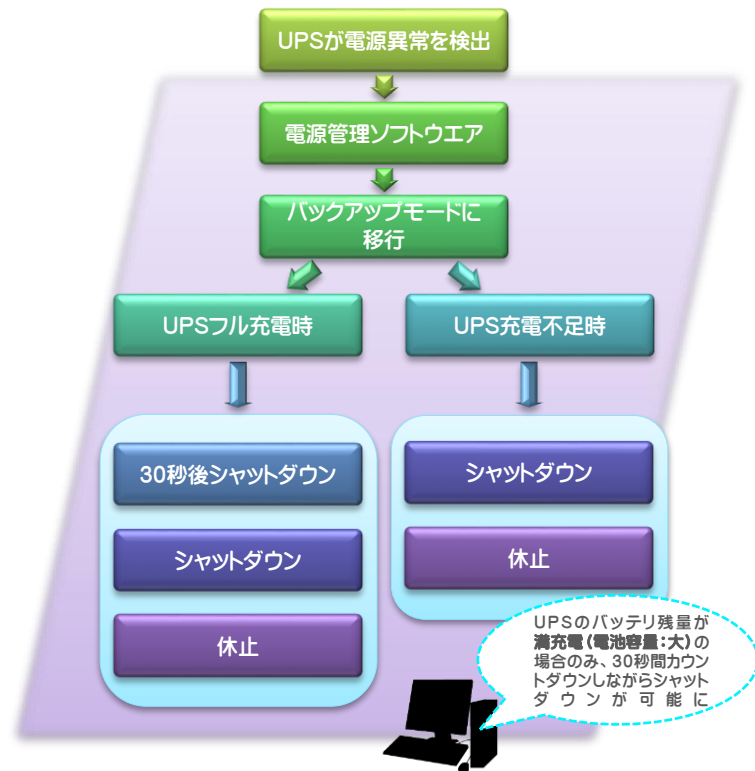 UPSが電源異常を検出
電源管理ソフトウエア
バックアップモードに
移行
UPSフル充電時
UPS充電不足時
30秒後シャットダウン
シャットダウン
休止
シャットダウン
休止
UPSのバッテリ残量が
満充電(電池容量:大)の
場合のみ、30秒間カウン
トダウンしながらシャット
ダウンが可能に